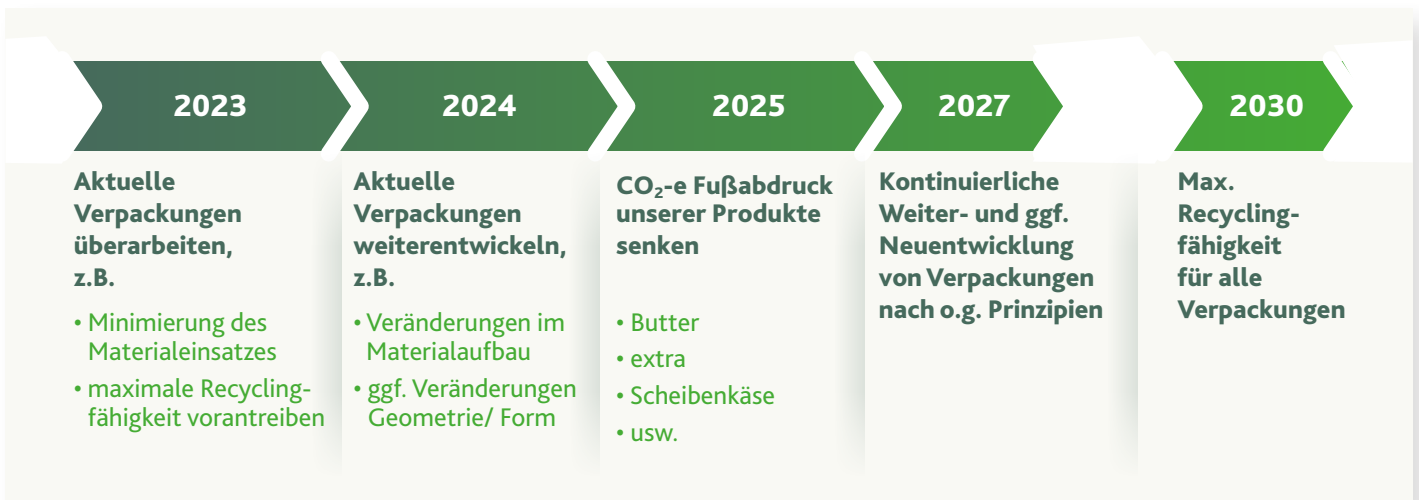 2023
2024
2025
2027
2030
Aktuelle
Verpackungen
überarbeiten,
z.B.
• Minimierung des
Materialeinsatzes
• maximale Recycling-
fähigkeit vorantreiben
Aktuelle
Verpackungen
weiterentwickeln,
z.B.
• Veränderungen im
Materialaufbau
• ggf. Veränderungen
Geometrie/ Form
CO₂-e Fußabdruck
unserer Produkte
senken
• Butter
• extra
• Scheibenkäse
• usw.
Kontinuierliche
Weiter- und ggf.
Neuentwicklung
von Verpackungen
nach o.g. Prinzipien
Max.
Recycling-
fähigkeit
für alle
Verpackungen